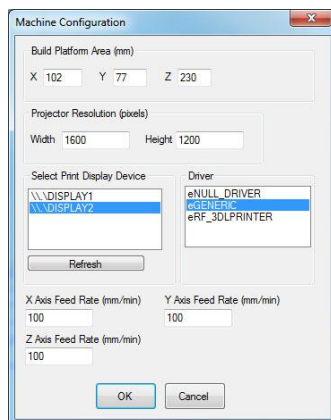 Machine Configuration
Build Platform Area (mm)
X 102 Y 77 Z 230
Projector Resolution (pixels)
Width 1600 Height 1200
Select Print Display Device
\\.\DISPLAY1
\\.\DISPLAY2
Refresh
Driver
eNULL_DRIVER
eGENERIC
eRF_3DLPRINTER
X Axis Feed Rate (mm/min) Y Axis Feed Rate (mm/min)
100 100
Z Axis Feed Rate (mm/min)
100
OK Cancel